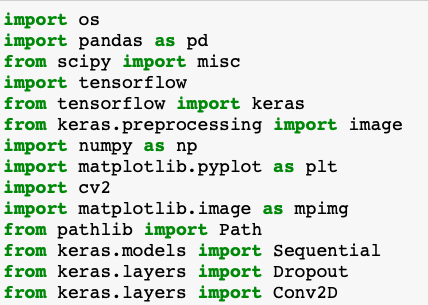 import os
import pandas as pd
from scipy import misc
import tensorflow
from tensorflow import keras
from keras.preprocessing import image
import numpy as np
import matplotlib.pyplot as plt
import cv2
import matplotlib.image as mpimg
from pathlib import Path
from keras.models import Sequential
from keras.layers import Dropout
from keras.layers import Conv2D